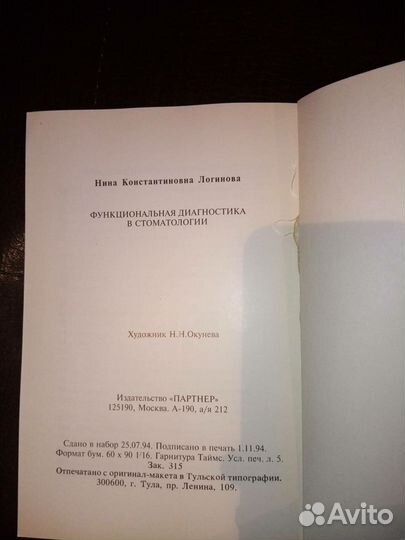 Нина Константиновна Логинова
ФУНКЦИОНАЛЬНАЯ ДИАГНОСТИКА
В СТОМАТОЛОГИИ
Художник Н.Н.Окунева
Издательство «ПАРТНЕР»
125190, Москва. А-190, а/я 212
Сдано в набор 25.07.94. Подписано в печать 1.11.94.
Формат бум. 60 х 90 1/16. Гарнитура Таймс. Усл. печ. л. 5.
Зак. 315
Отпечатано с оригинал-макета в Тульской типографии.
300600, г. Тула, пр. Ленина, 109.
Avito